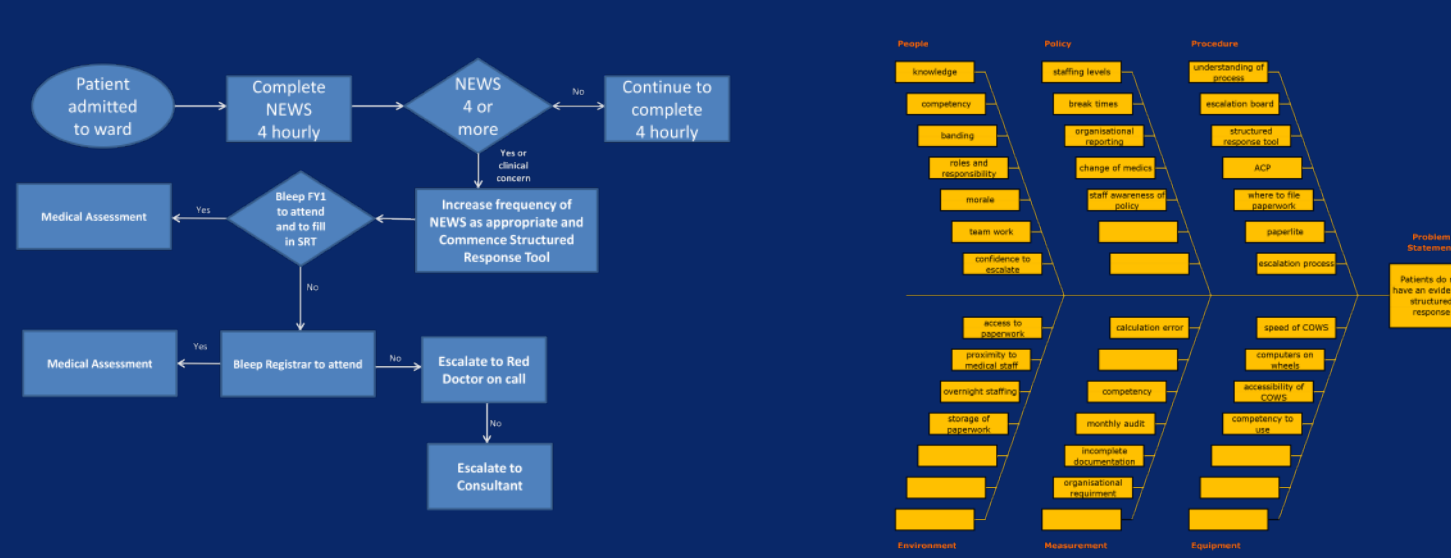 Patient
admitted
to ward
Complete
NEWS
4 hourly
NEWS
4 or
more
No
Continue to
complete
4 hourly
Yes or
clinical
concern
Medical Assessment
Yes
Bleep FY1
to attend
and to fill
in SRT
Increase frequency of
NEWS as appropriate and
Commence Structured
Response Tool
No
Medical Assessment
Yes
Bleep Registrar to attend
No
Escalate to Red
Doctor on call
No
Escalate to
Consultant
People
knowledge
competency
banding
roles and
responsibility
morale
team work
confidence to
escalate
Policy
staffing levels
break times
organisational
reporting
change of medics
staff awareness of
policy
Procedure
understanding of
process
escalation board
structured
response tool
ACP
where to file
paperwork
paperlite
escalation process
Problem
Patients do
have an
structured
response
access to
paperwork
proximity to
medical staff
overnight staffing
storage of
paperwork
Environment
calculation error
competency
monthly audit
incomplete
documentation
organisational
requirment
Measurement
speed of COWS
computers on
wheels
accessibility of
COWS
competency to
use
Equipment